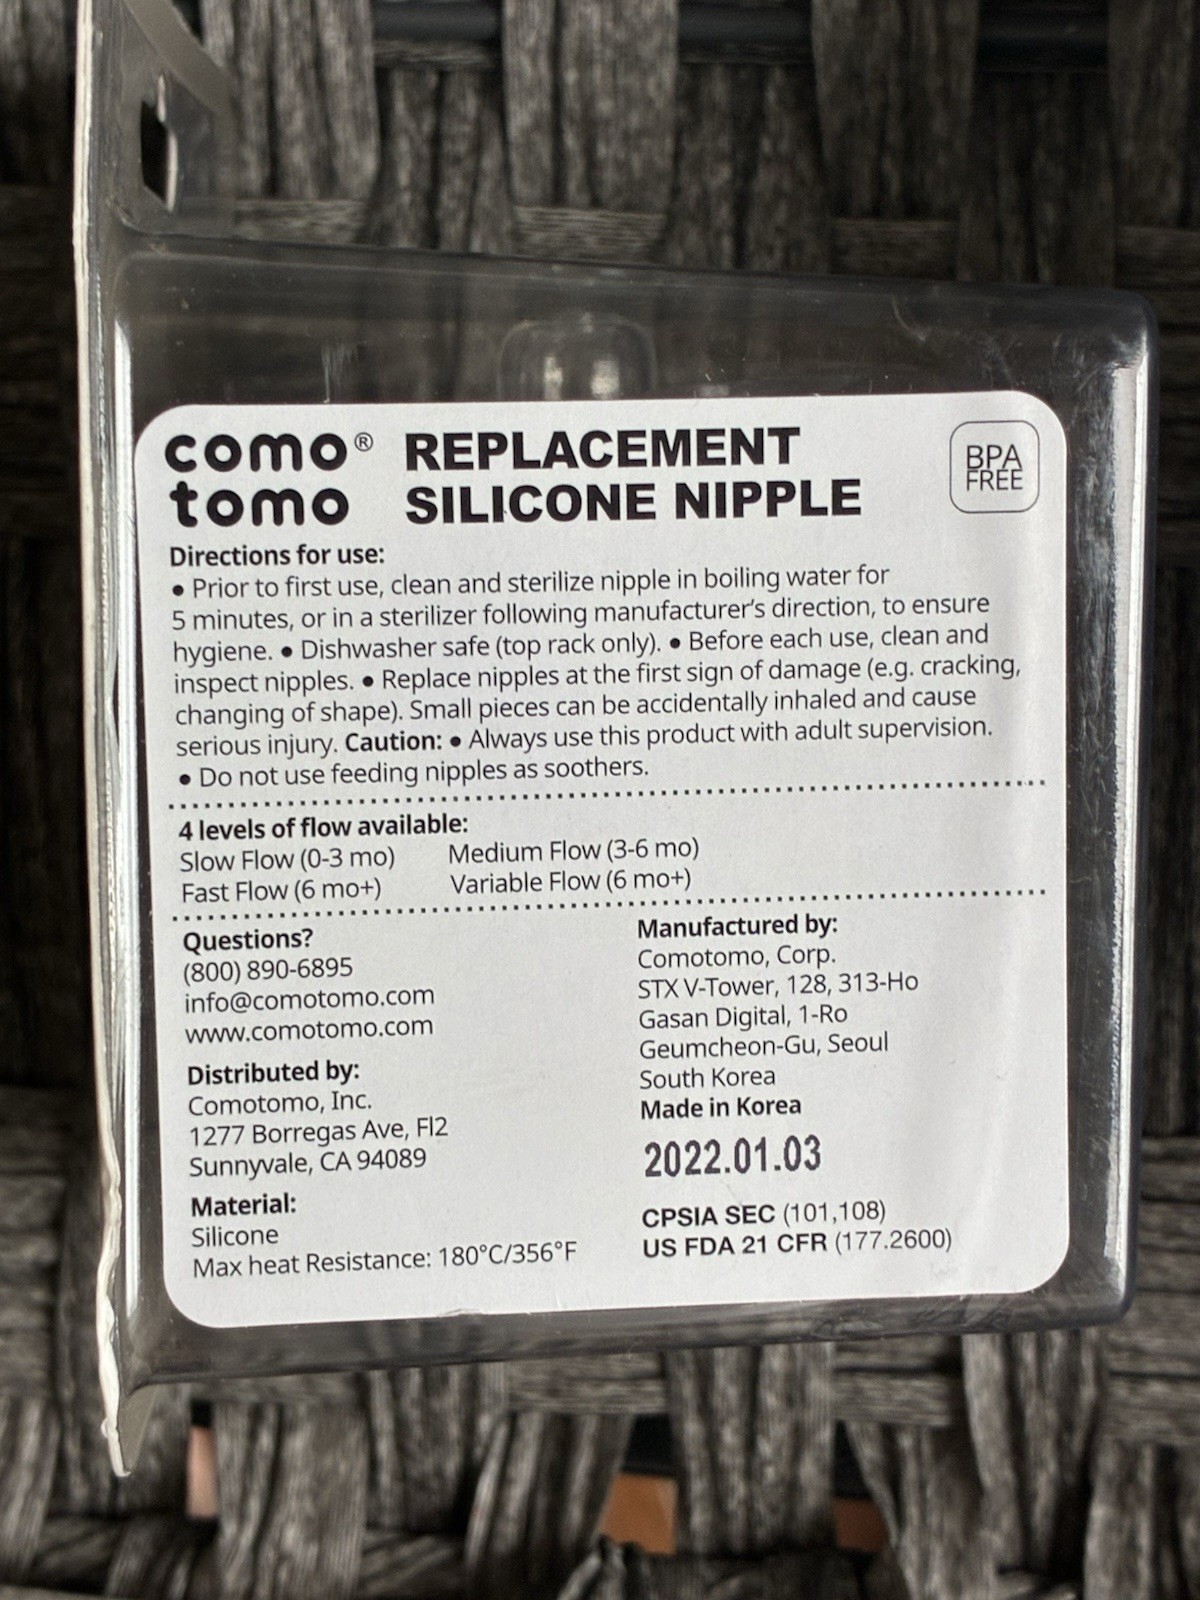 como® REPLACEMENT
tomo SILICONE NIPPLE
BPA
FREE
Directions for use:
● Prior to first use, clean and sterilize nipple in boiling water for
5 minutes, or in a sterilizer following manufacturer's direction, to ensure
hygiene. ● Dishwasher safe (top rack only). ● Before each use, clean and
inspect nipples. ● Replace nipples at the first sign of damage (e.g. cracking,
changing of shape). Small pieces can be accidentally inhaled and cause
serious injury. Caution: ● Always use this product with adult supervision.
● Do not use feeding nipples as soothers.
4 levels of flow available:
Slow Flow (0-3 mo) Medium Flow (3-6 mo)
Fast Flow (6 mo+) Variable Flow (6 mo+)
Questions?
(800) 890-6895
info@comotomo.com
www.comotomo.com
Distributed by:
Comotomo, Inc.
1277 Borregas Ave, Fl2
Sunnyvale, CA 94089
Material:
Silicone
Max heat Resistance: 180°C/356°F
Manufactured by:
Comotomo, Corp.
STX V-Tower, 128, 313-Ho
Gasan Digital, 1-Ro
Geumcheon-Gu, Seoul
South Korea
Made in Korea
2022.01.03
CPSIA SEC (101,108)
US FDA 21 CFR (177.2600)